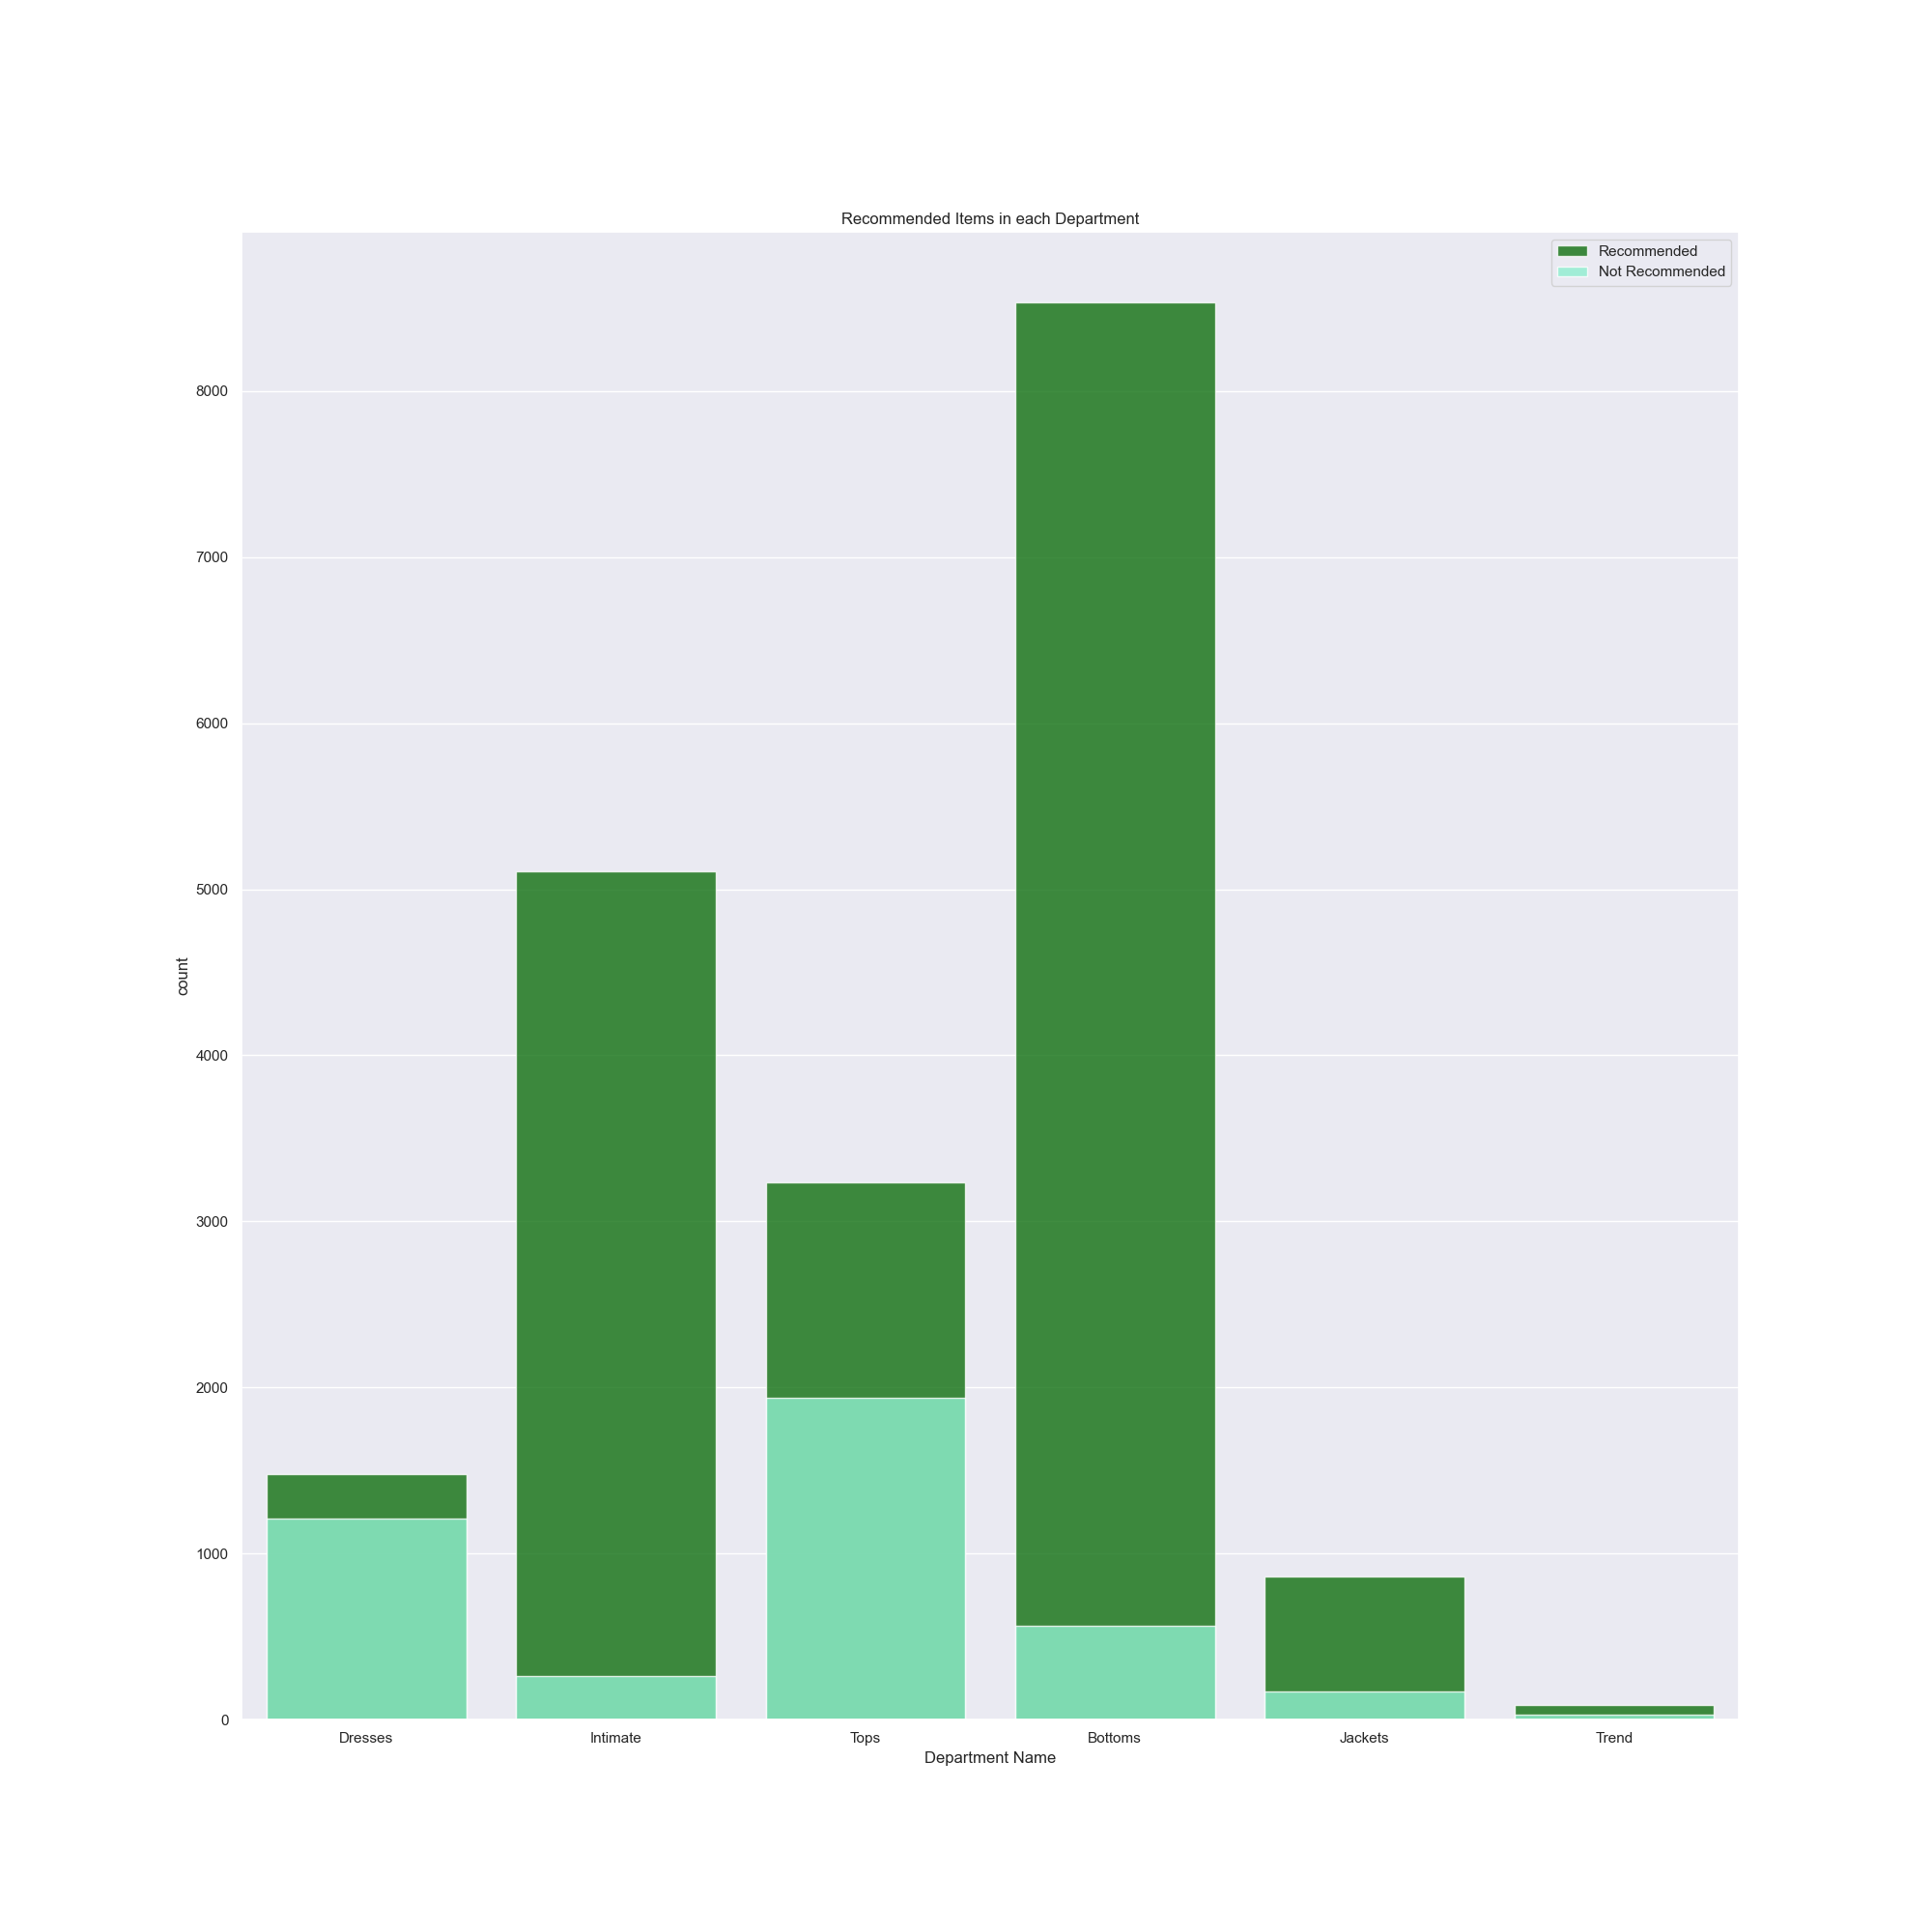 Recommended Items in each Department
Recommended
Not Recommended
8000
7000
6000
5000
4000
3000
2000
1000
0
count
Dresses Intimate Tops Bottoms Jackets Trend
Department Name